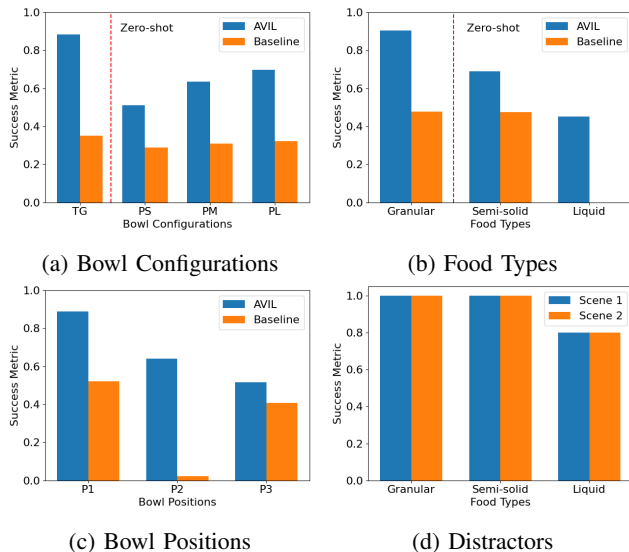 1.0
0.8
0.6
0.4
0.2
0.0
Success Metric
Zero-shot
AVIL
Baseline
TG PS PM PL
Bowl Configurations
(a) Bowl Configurations
1.0
0.8
0.6
0.4
0.2
0.0
Success Metric
Zero-shot
AVIL
Baseline
Granular Semi-solid Liquid
Food Types
(b) Food Types
1.0
0.8
0.6
0.4
0.2
0.0
Success Metric
AVIL
Baseline
P1 P2 P3
Bowl Positions
(c) Bowl Positions
1.0
0.8
0.6
0.4
0.2
0.0
Success Metric
Scene 1
Scene 2
Granular Semi-solid Liquid
Food Types
(d) Distractors